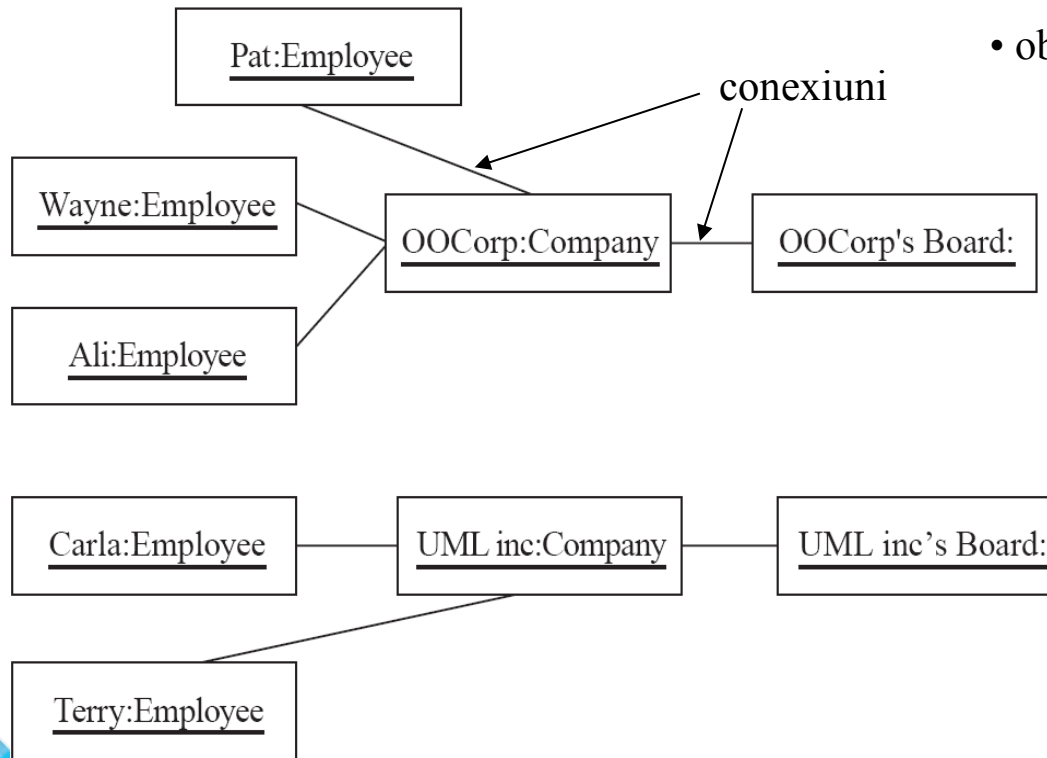 Pat:Employee
• ob
conexiuni
Wayne:Employee
OOCorp:Company
OOCorp's Board:
Ali:Employee
Carla:Employee
UML inc:Company
UML inc’s Board:
Terry:Employee